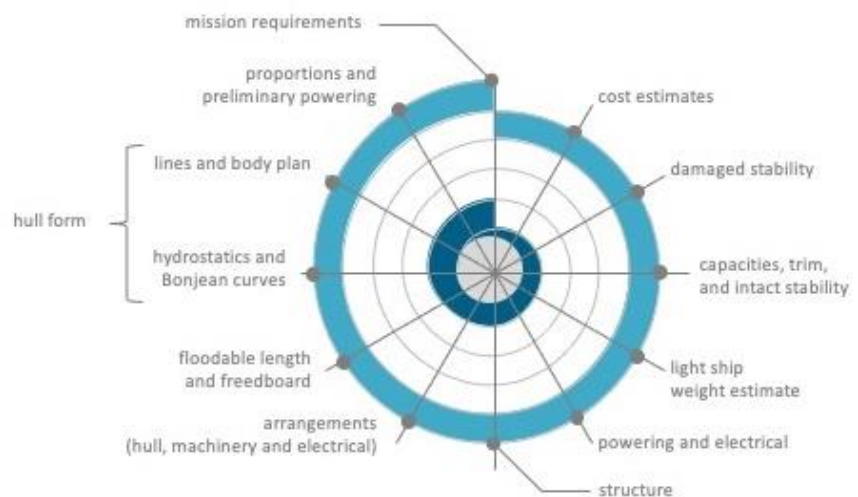 mission requirements
proportions and
preliminary powering
cost estimates
lines and body plan
damaged stability
hull form
hydrostatics and
Bonjean curves
capacities, trim,
and intact stability
floodable length
and freedboard
light ship
weight estimate
arrangements
(hull, machinery and electrical)
powering and electrical
structure